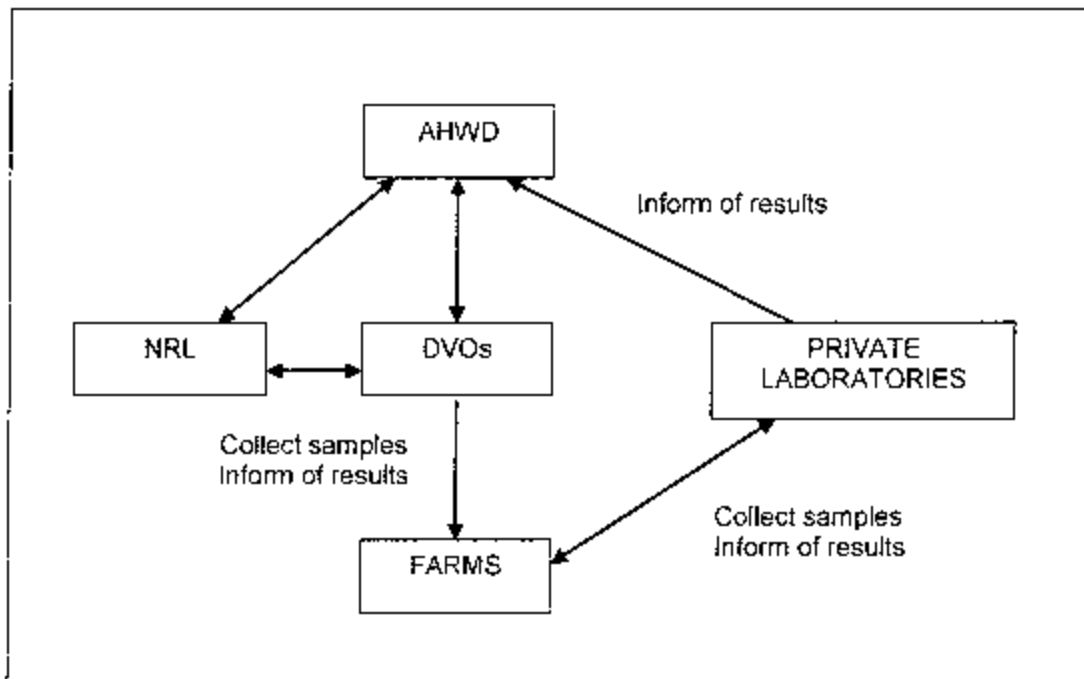 AHWD
Inform of results
NRL
DVOs
PRIVATE
LABORATORIES
Collect samples
Inform of results
Collect samples
Inform of results
FARMS